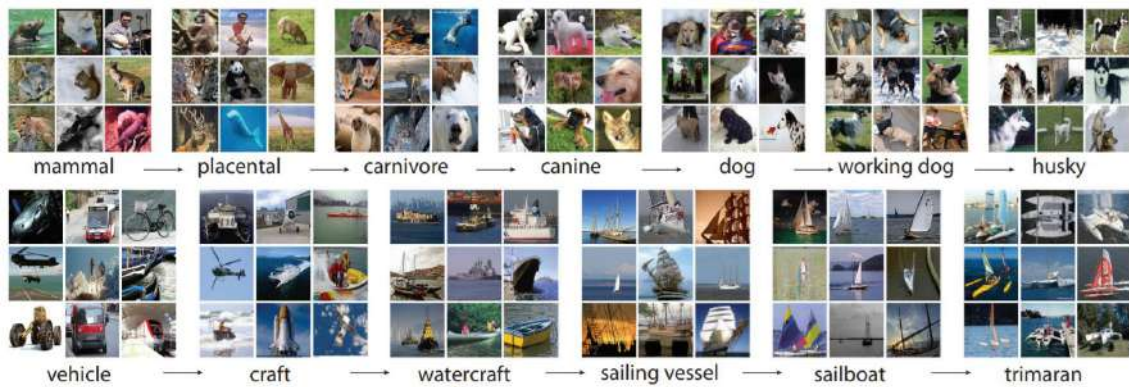 mammal → placental → carnivore → canine → dog → working dog → husky
vehicle → craft → watercraft → sailing vessel → sailboat → trimaran